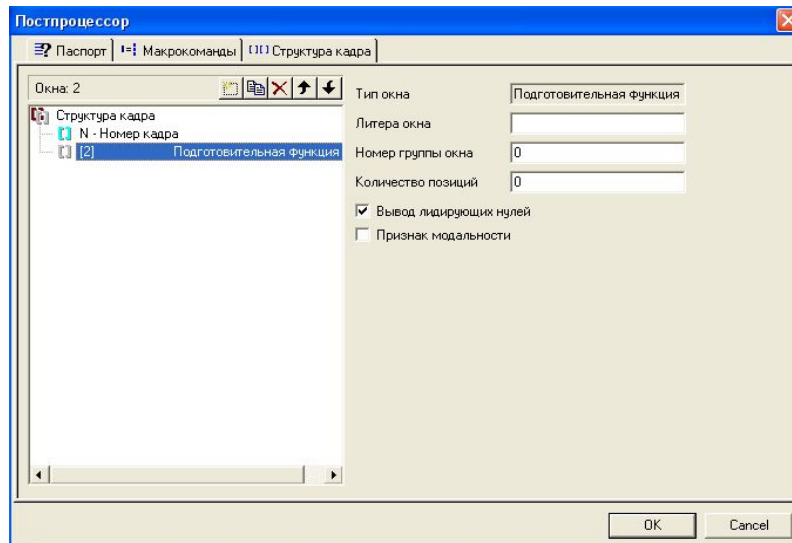 Постпроцессор
Паспорт Макрокоманды Структура кадра
Окна: 2
Структура кадра
N - Номер кадра
[2] Подготовительная функция
Тип окна Подготовительная функция
Литера окна
Номер группы окна 0
Количество позиций 0
Вывод лидирующих нулей
Признак модальности
OK Cancel